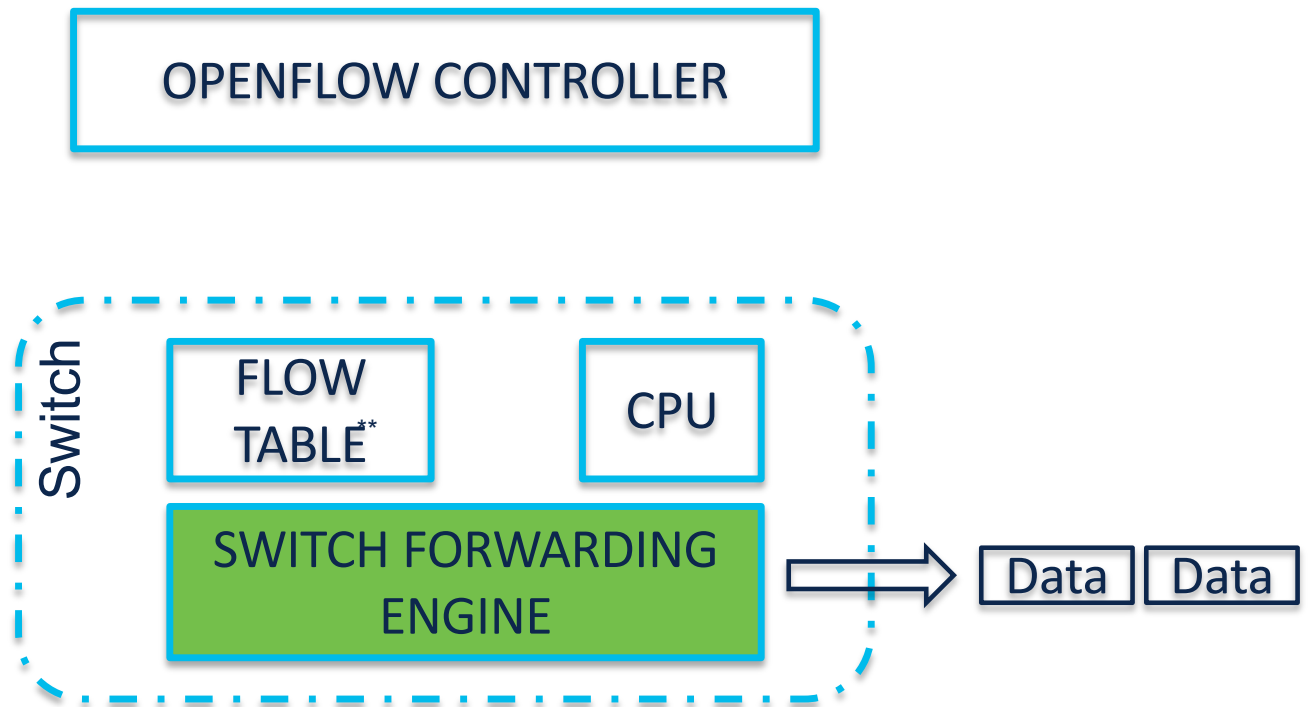 OPENFLOW CONTROLLER
Switch
FLOW
TABLE**
CPU
SWITCH FORWARDING
ENGINE
Data
Data